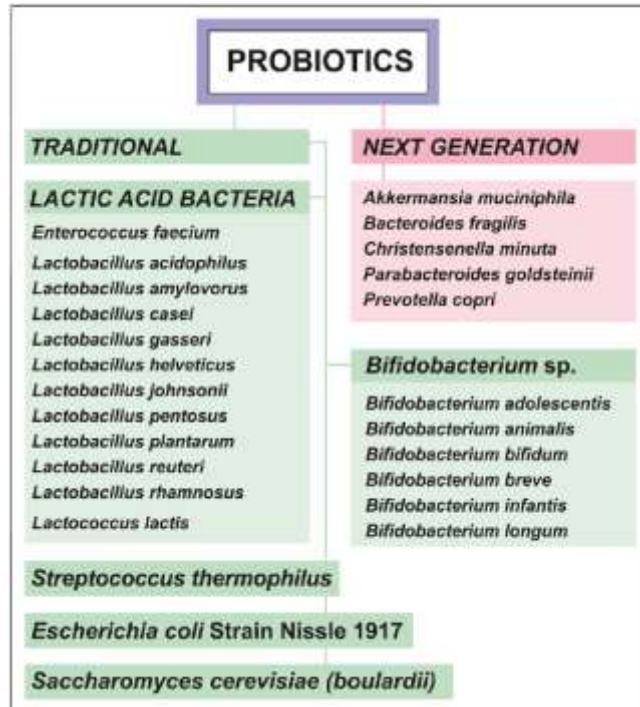 PROBIOTICS
TRADITIONAL
LACTIC ACID BACTERIA
Enterococcus faecium
Lactobacillus acidophilus
Lactobacillus amylovorus
Lactobacillus casei
Lactobacillus gasseri
Lactobacillus helveticus
Lactobacillus johnsonii
Lactobacillus pentosus
Lactobacillus plantarum
Lactobacillus reuteri
Lactobacillus rhamnosus
Lactococcus lactis
NEXT GENERATION
Akkermansia muciniphila
Bacteroides fragilis
Christensenella minuta
Parabacteroides goldsteinii
Prevotella copri
Bifidobacterium sp.
Bifidobacterium adolescentis
Bifidobacterium animalis
Bifidobacterium bifidum
Bifidobacterium breve
Bifidobacterium infantis
Bifidobacterium longum
Streptococcus thermophilus
Escherichia coli Strain Nissle 1917
Saccharomyces cerevisiae (boulardii)